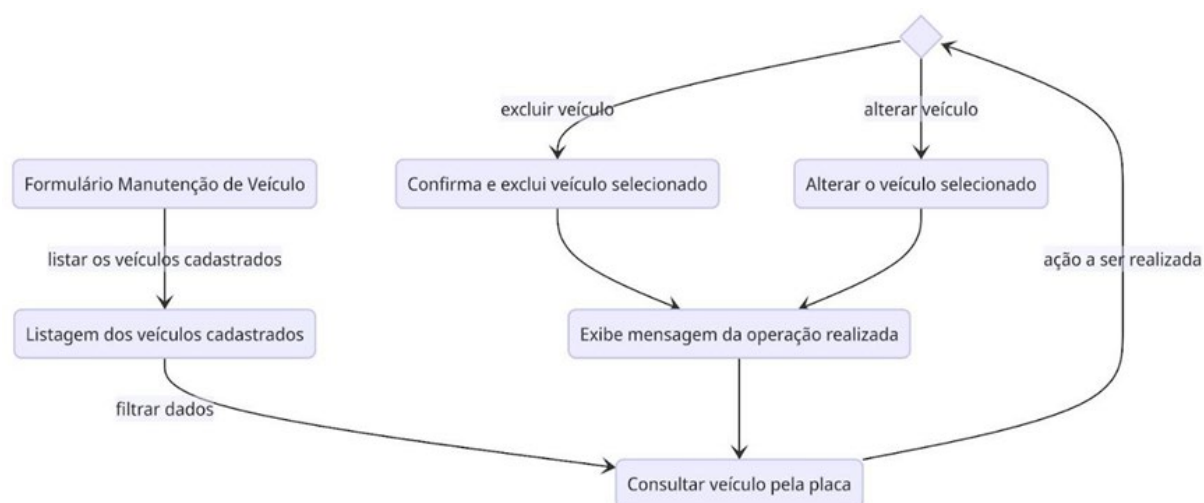 excluir veículo
alterar veículo
Formulário Manutenção de Veículo
Confirma e exclui veículo selecionado
Alterar o veículo selecionado
listar os veículos cadastrados
ação a ser realizada
Listagem dos veículos cadastrados
Exibe mensagem da operação realizada
filtrar dados
Consultar veículo pela placa